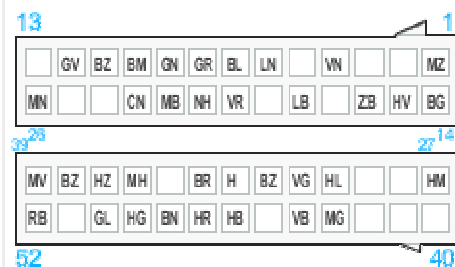 13 1
GV BZ BM GN GR BL LN VN MZ
MN CN MB NH VR LB ZB HV BG
39 26 27 14
MV BZ HZ MH BR H BZ VG HL HM
RB GL HG BN HR HB VB MG
52 40